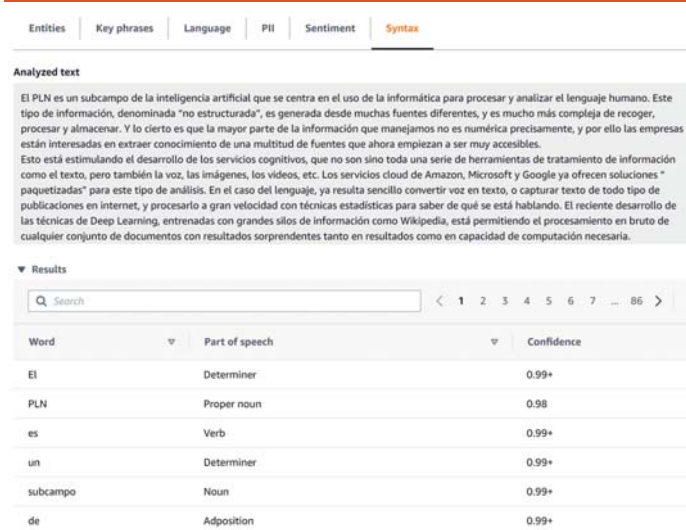 Entities Key phrases Language PII Sentiment Syntax
Analyzed text
El PLN es un subcampo de la inteligencia artificial que se centra en el uso de la informática para procesar y analizar el lenguaje humano. Este
tipo de información, denominada "no estructurada", es generada desde muchas fuentes diferentes, y es mucho más compleja de recoger,
procesar y almacenar. Y lo cierto es que la mayor parte de la información que manejamos no es numérica precisamente, y por ello las empresas
están interesadas en extraer conocimiento de una multitud de fuentes que ahora empiezan a ser muy accesibles.
Esto está estimulando el desarrollo de los servicios cognitivos, que no son sino toda una serie de herramientas de tratamiento de información
como el texto, pero también la voz, las imágenes, los videos, etc. Los servicios cloud de Amazon, Microsoft y Google ya ofrecen soluciones "
paquetizadas" para este tipo de análisis. En el caso del lenguaje, ya resulta sencillo convertir voz en texto, o capturar texto de todo tipo de
publicaciones en internet, y procesarlo a gran velocidad con técnicas estadísticas para saber de qué se está hablando. El reciente desarrollo de
las técnicas de Deep Learning, entrenadas con grandes silos de información como Wikipedia, está permitiendo el procesamiento en bruto de
cualquier conjunto de documentos con resultados sorprendentes tanto en resultados como en capacidad de computación necesaria.
Results
Search < 1 2 3 4 5 6 7 ... 86 >
Word Part of speech Confidence
El Determiner 0.99+
PLN Proper noun 0.98
es Verb 0.99+
un Determiner 0.99+
subcampo Noun 0.99+
de Adposition 0.99+